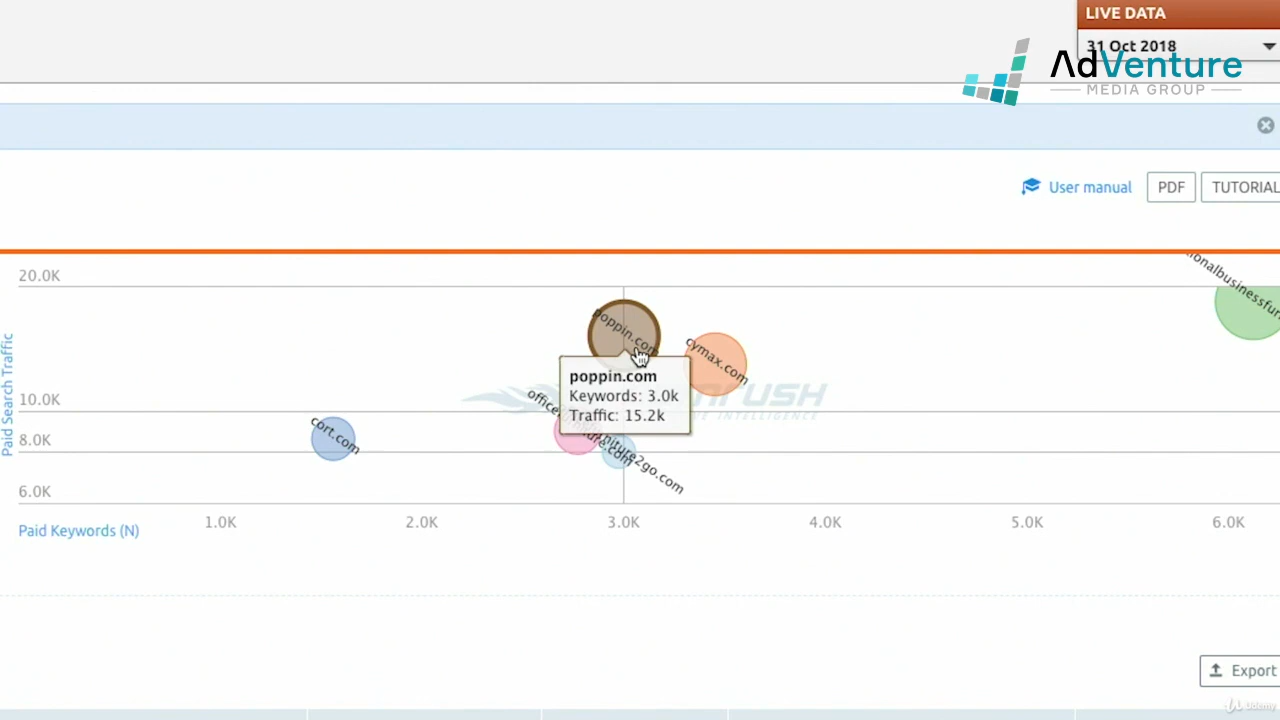 LIVE DATA
31 Oct 2018
AdVenture
MEDIA GROUP
User manual
PDF
TUTORIAL
20.0K
10.0K
8.0K
6.0K
Paid Search Traffic
poppin.com
cymax.com
cort.com
poppin.com
Keywords: 3.0k
Traffic: 15.2k
1.0K
2.0K
3.0K
4.0K
5.0K
6.0K
Paid Keywords (N)
Export
Udemy